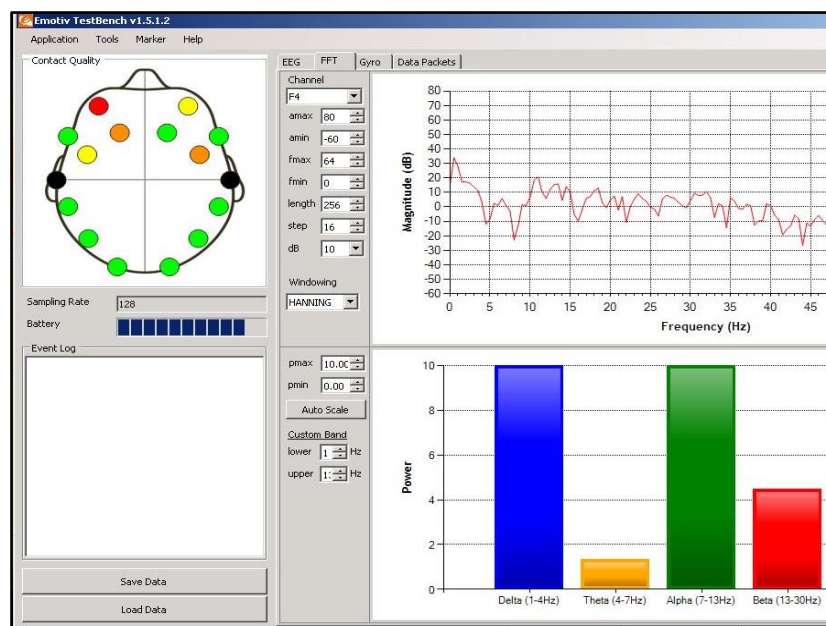 Emotiv TestBench v1.5.1.2
Application Tools Marker Help
Contact Quality
Sampling Rate 128
Battery
Event Log
Save Data
Load Data
EEG FFT Gyro Data Packets
Channel
F4
amax 80
amin -60
fmax 64
fmin 0
length 256
step 16
dB 10
Windowing
HANNING
pmax 10.00
pmin 0.00
Auto Scale
Custom Band
lower 1 Hz
upper Hz
Magnitude (dB)
80
70
60
50
40
30
20
10
0
-10
-20
-30
-40
-50
-60
0 5 10 15 20 25 30 35 40 45
Frequency (Hz)
Power
10
8
6
4
2
0
Delta (1-4Hz) Theta (4-7Hz) Alpha (7-13Hz) Beta (13-30Hz)